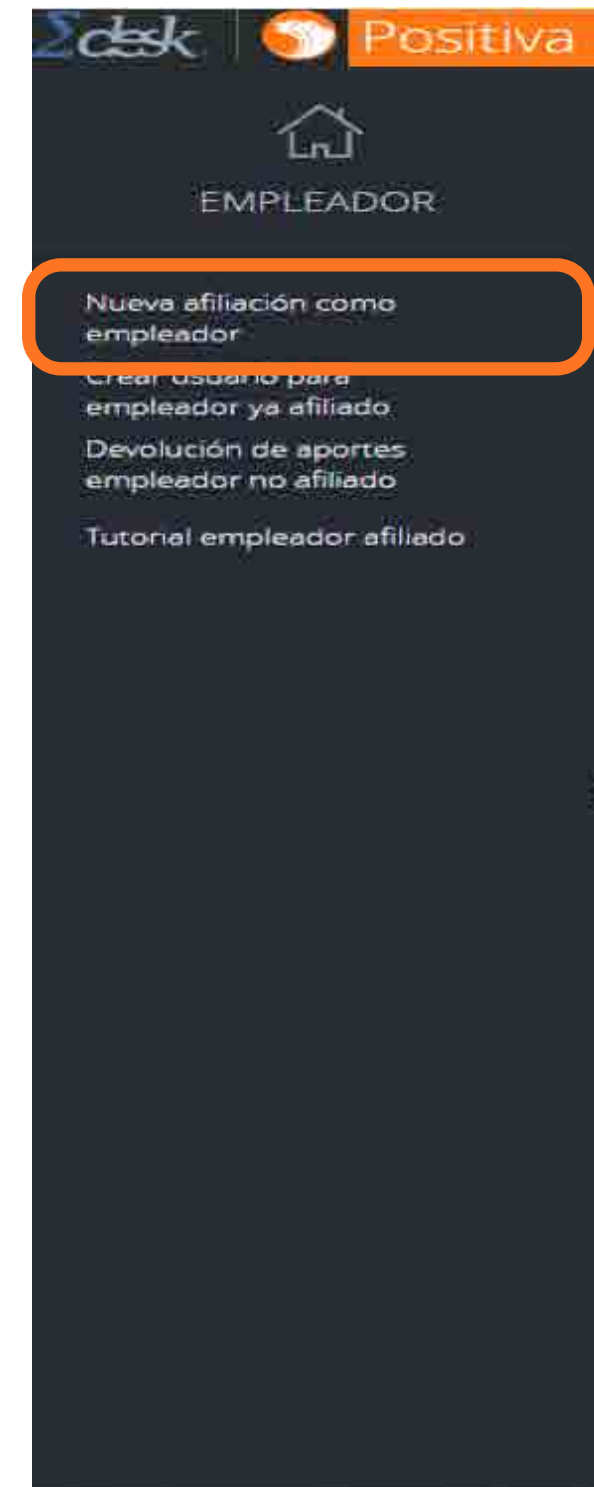 Σdesk Positiva
EMPLEADOR
Nueva afiliación como
empleador
Crear usuario para
empleador ya afiliado
Devolución de aportes
empleador no afiliado
Tutorial empleador afiliado